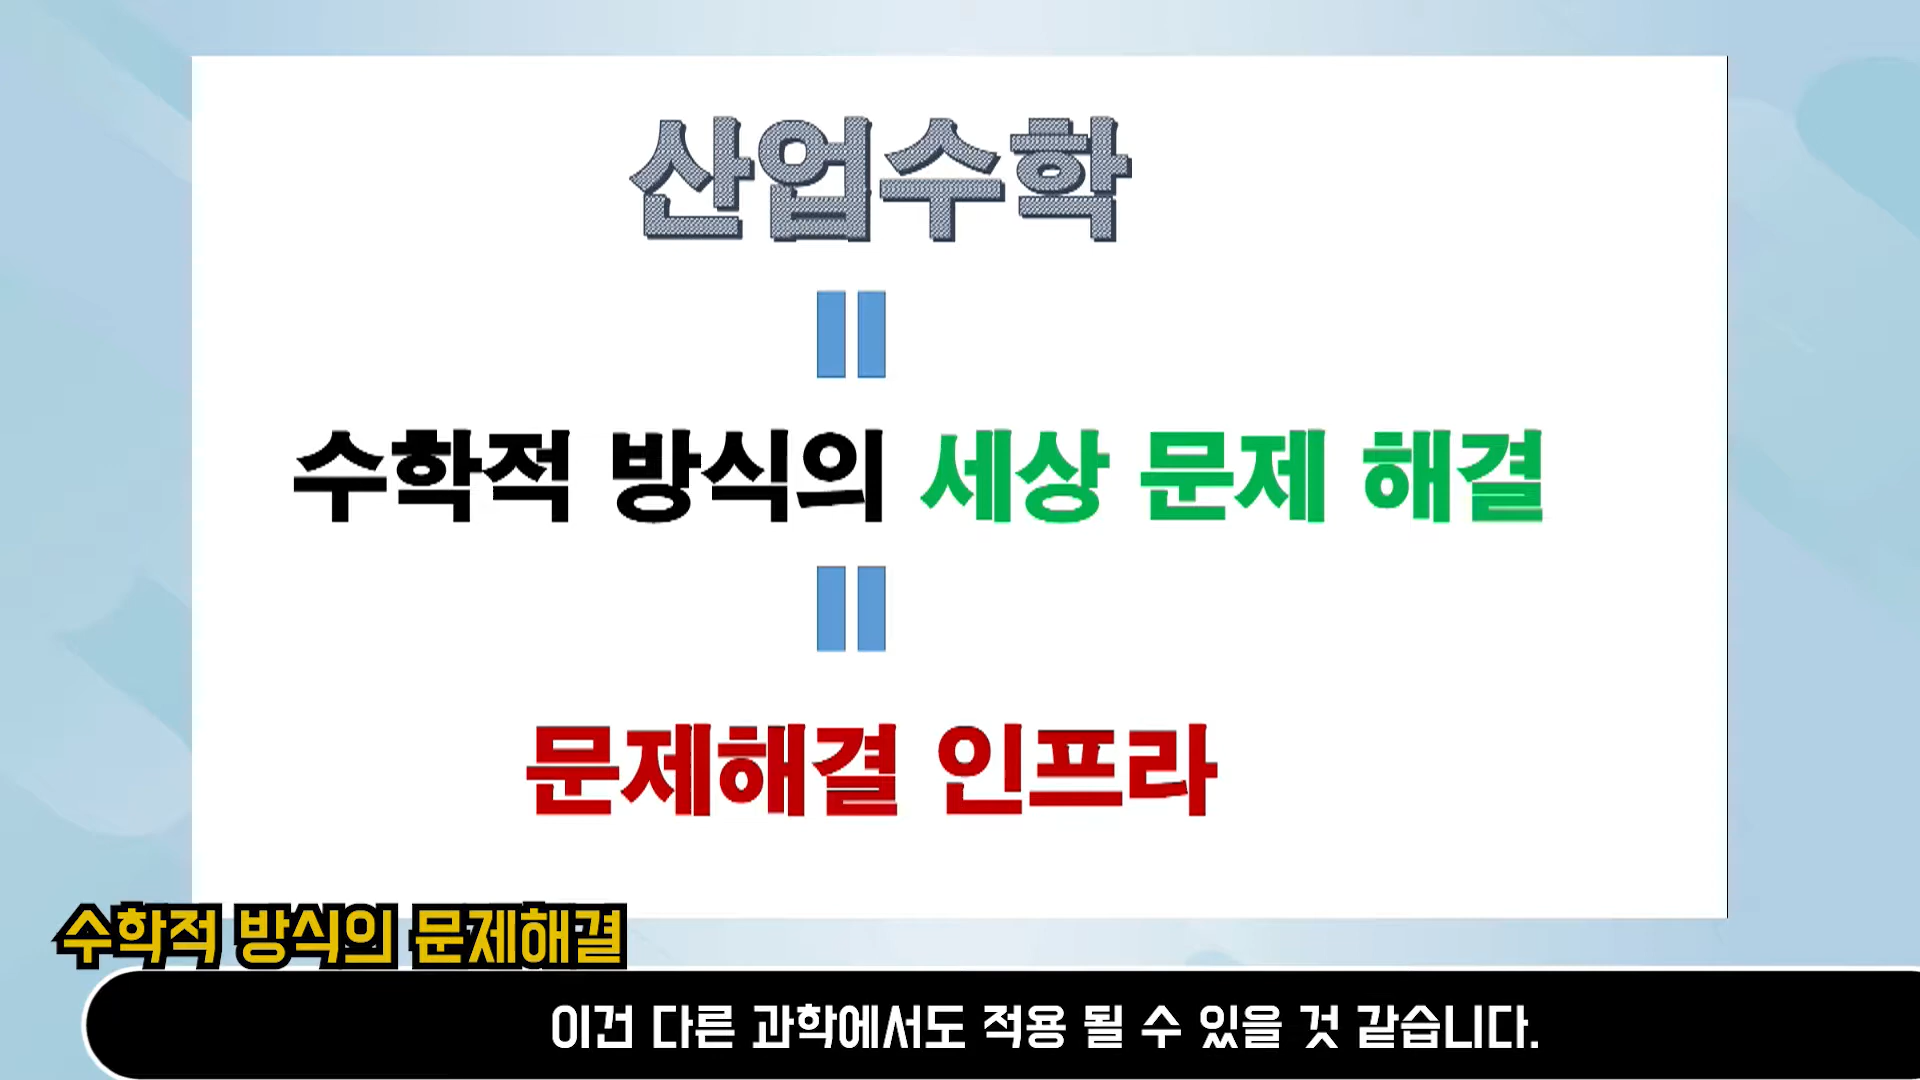 산업수학
수학적 방식의 세상 문제 해결
문제해결 인프라
수학적 방식의 문제해결
이건 다른 과학에서도 적용 될 수 있을 것 같습니다.